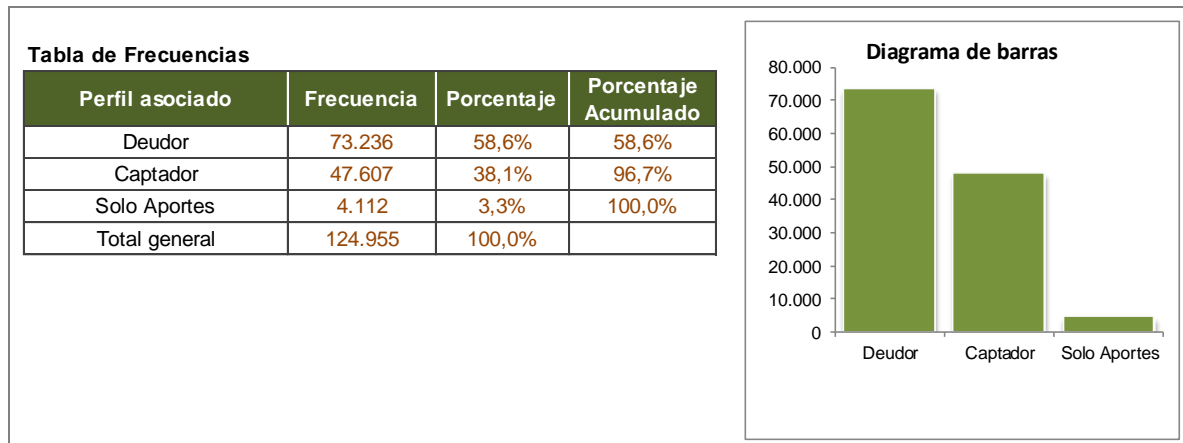 Tabla de Frecuencias
Perfil asociado Frecuencia Porcentaje Porcentaje Acumulado
Deudor 73.236 58,6% 58,6%
Captador 47.607 38,1% 96,7%
Solo Aportes 4.112 3,3% 100,0%
Total general 124.955 100,0%
Diagrama de barras
80.000
70.000
60.000
50.000
40.000
30.000
20.000
10.000
0
Deudor Captador Solo Aportes